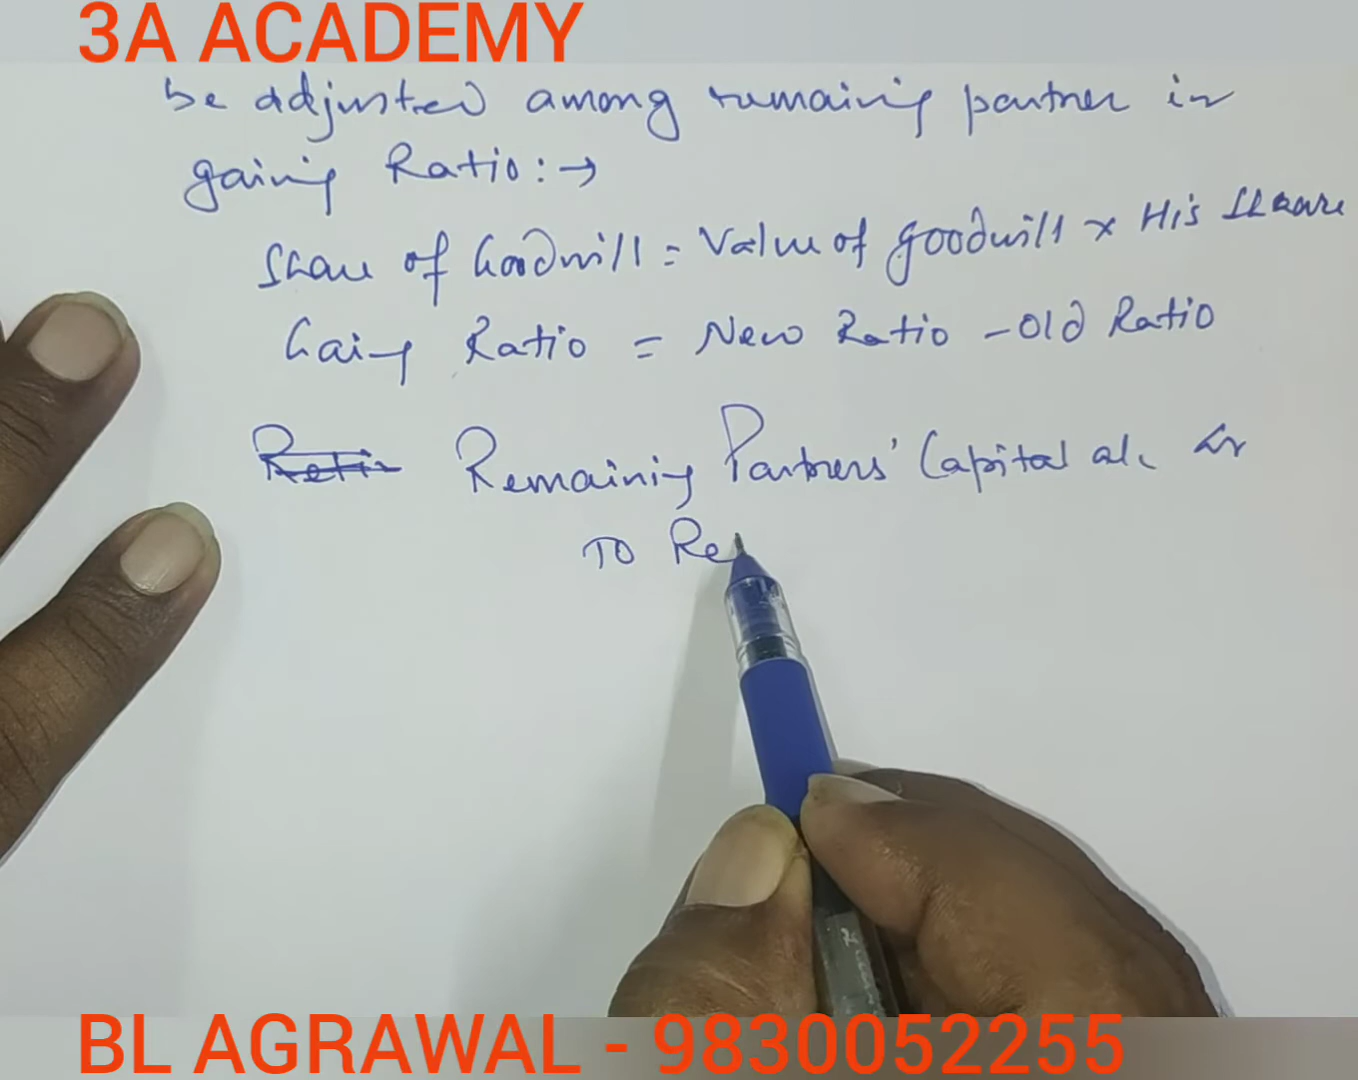 3A ACADEMY
be adjusted among remaining partner in
gaining Ratio:→
Share of Goodwill = Value of goodwill × His Share
Gaing Ratio = New Ratio - Old Ratio
Remaining Partners' Capital a/c Dr
To Re
BL AGRAWAL - 9830052255